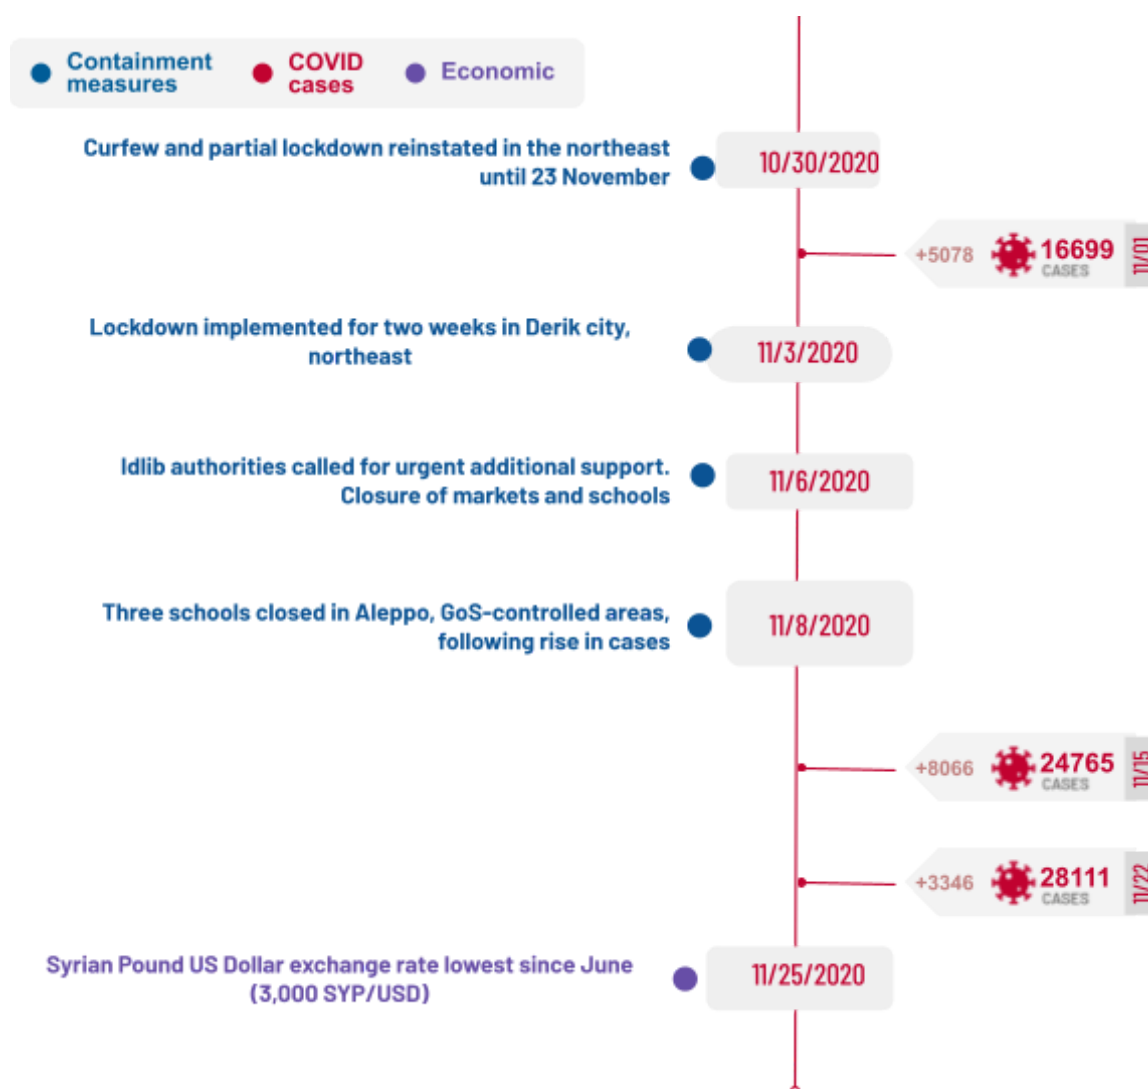 Containment
measures
COVID
cases
Economic
Curfew and partial lockdown reinstated in the northeast
until 23 November
10/30/2020
+5078
16699
CASES
11/01
Lockdown implemented for two weeks in Derik city,
northeast
11/3/2020
Idlib authorities called for urgent additional support.
Closure of markets and schools
11/6/2020
Three schools closed in Aleppo, GoS-controlled areas,
following rise in cases
11/8/2020
+8066
24765
CASES
11/15
+3346
28111
CASES
11/22
Syrian Pound US Dollar exchange rate lowest since June
(3,000 SYP/USD)
11/25/2020